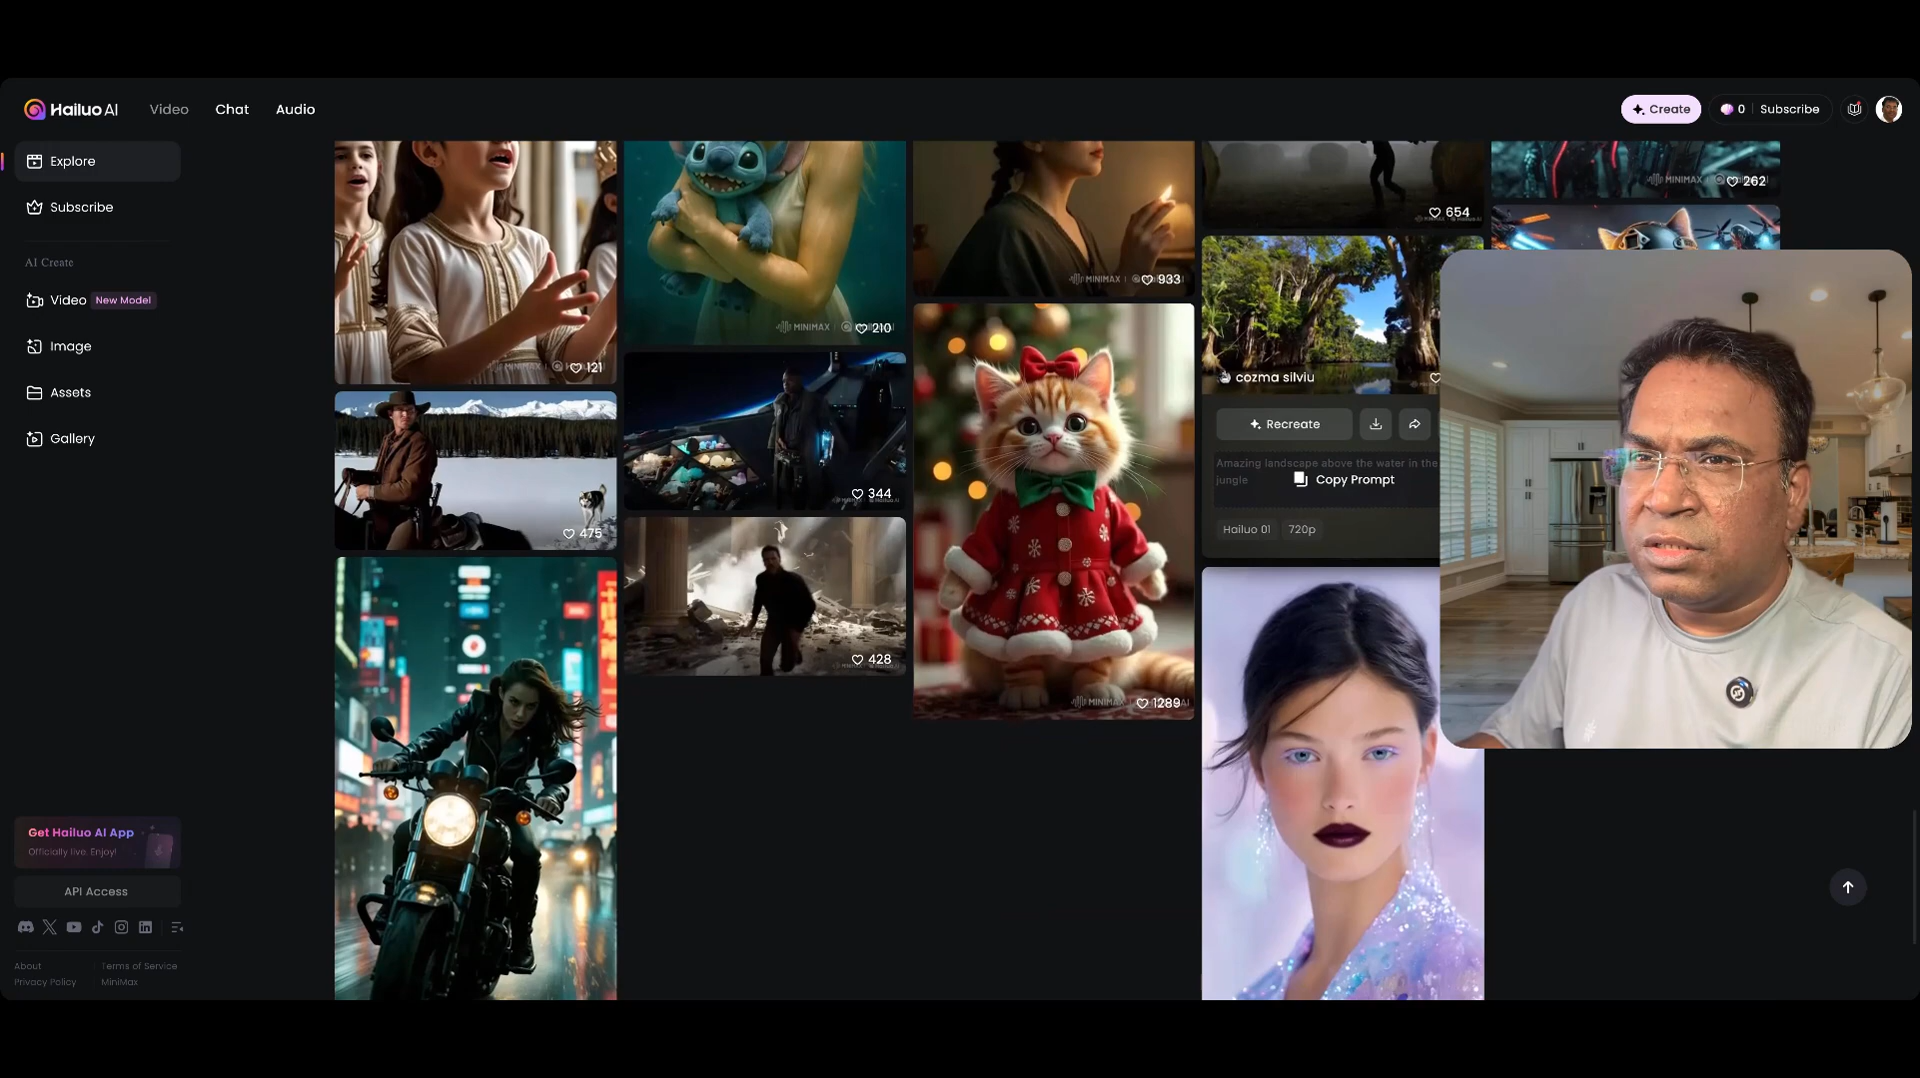 Hailuo AI
Video
Chat
Audio
Create
0
Subscribe
Explore
Subscribe
AI Create
Video New Model
Image
Assets
Gallery
Get Hailuo AI App
Officially live. Enjoy!
API Access
About
Terms of Service
Privacy Policy
MiniMax
121
475
MINIMAX
210
344
428
MINIMAX
933
MINIMAX
1289
654
cozma silviu
Recreate
Amazing landscape above the water in the
jungle
Copy Prompt
Hailuo 01
720p
MINIMAX
262